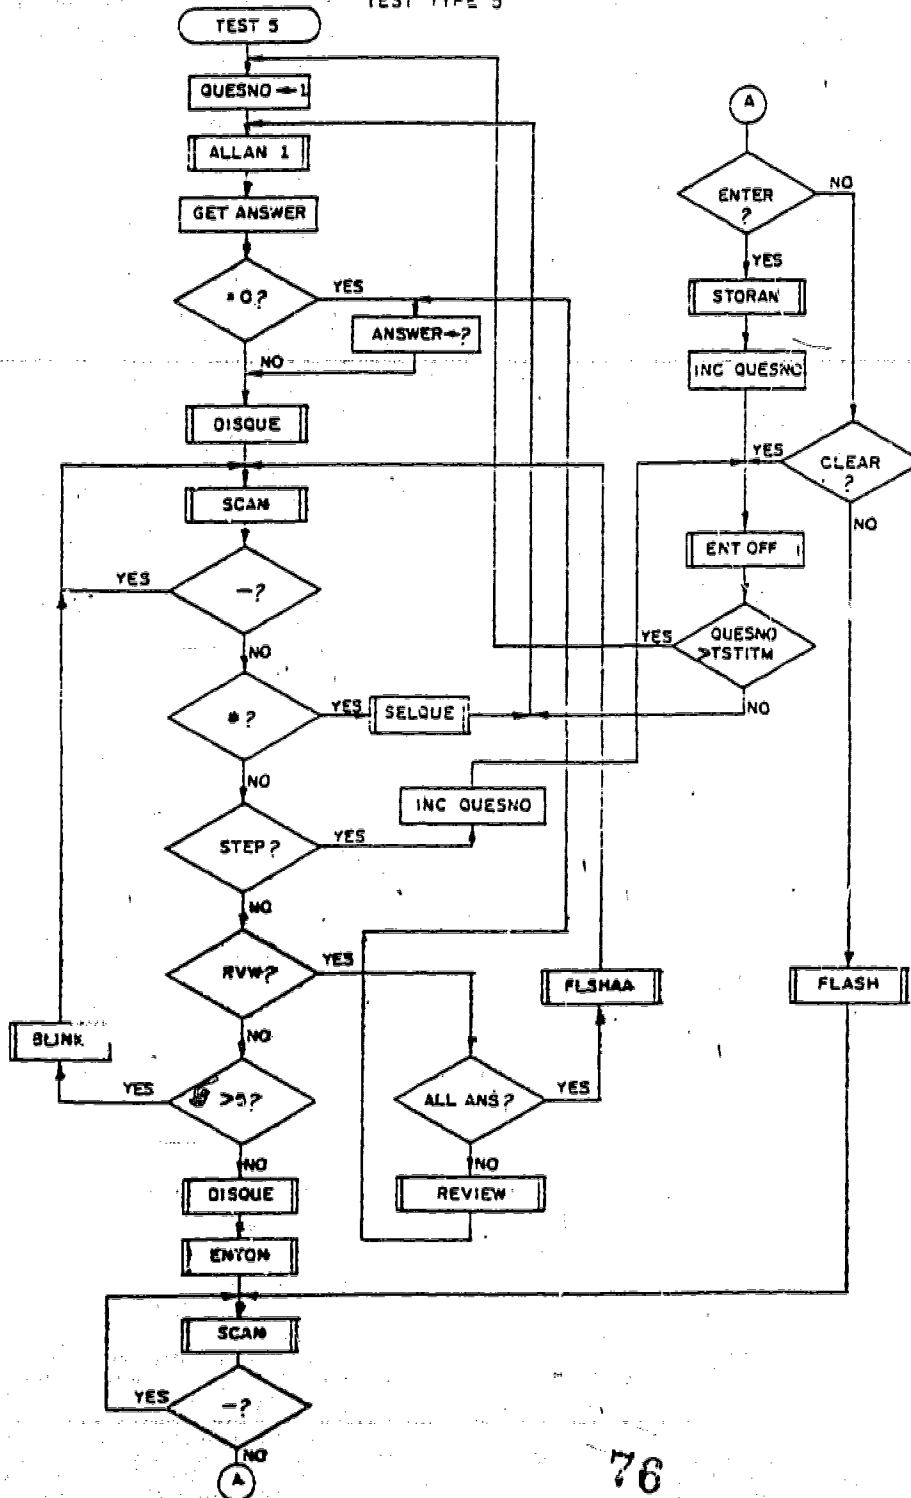 TEST TYPE 5
TEST 5
QUESNO ← 1
ALLAN 1
GET ANSWER
= 0 ?
YES
ANSWER ← ?
NO
DISQUE
SCAN
– ?
YES
NO
# ?
YES
SELQUE
NO
STEP ?
YES
INC QUESNO
NO
RVW ?
YES
NO
BLINK
YES
> 5 ?
NO
ALL ANS ?
YES
FLSHAA
NO
REVIEW
DISQUE
ENTON
SCAN
YES
– ?
NO
A
A
ENTER
?
NO
YES
STORAN
INC QUESNO
YES
CLEAR
?
NO
ENT OFF
YES
QUESNO
>TSTITM
NO
FLASH
76